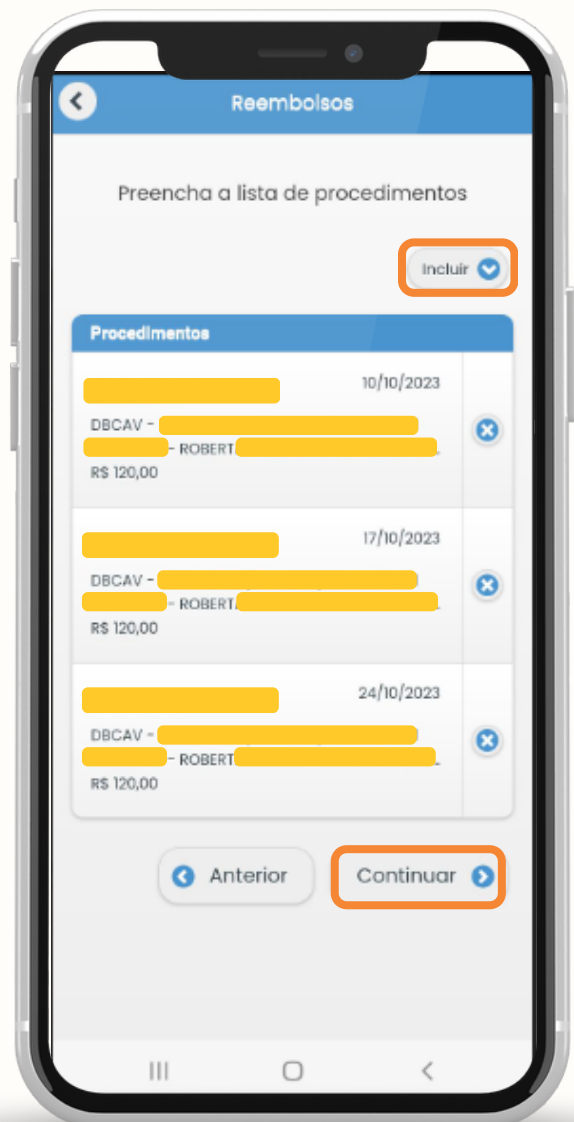 Reembolsos
Preencha a lista de procedimentos
Incluir
Procedimentos
10/10/2023
DBCAV -
- ROBERT
R$ 120,00
17/10/2023
DBCAV -
- ROBERT
R$ 120,00
24/10/2023
DBCAV -
- ROBERT
R$ 120,00
Anterior
Continuar